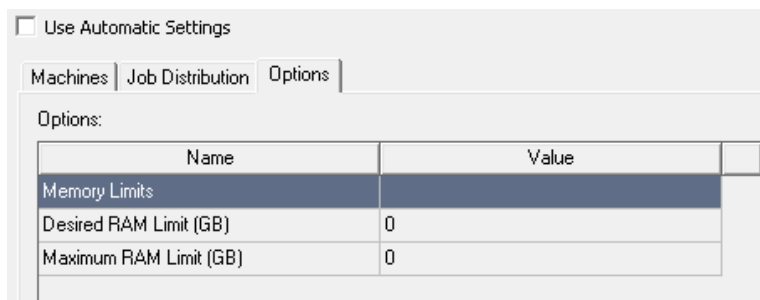 Use Automatic Settings
Machines Job Distribution Options
Options:
Name Value
Memory Limits
Desired RAM Limit (GB) 0
Maximum RAM Limit (GB) 0